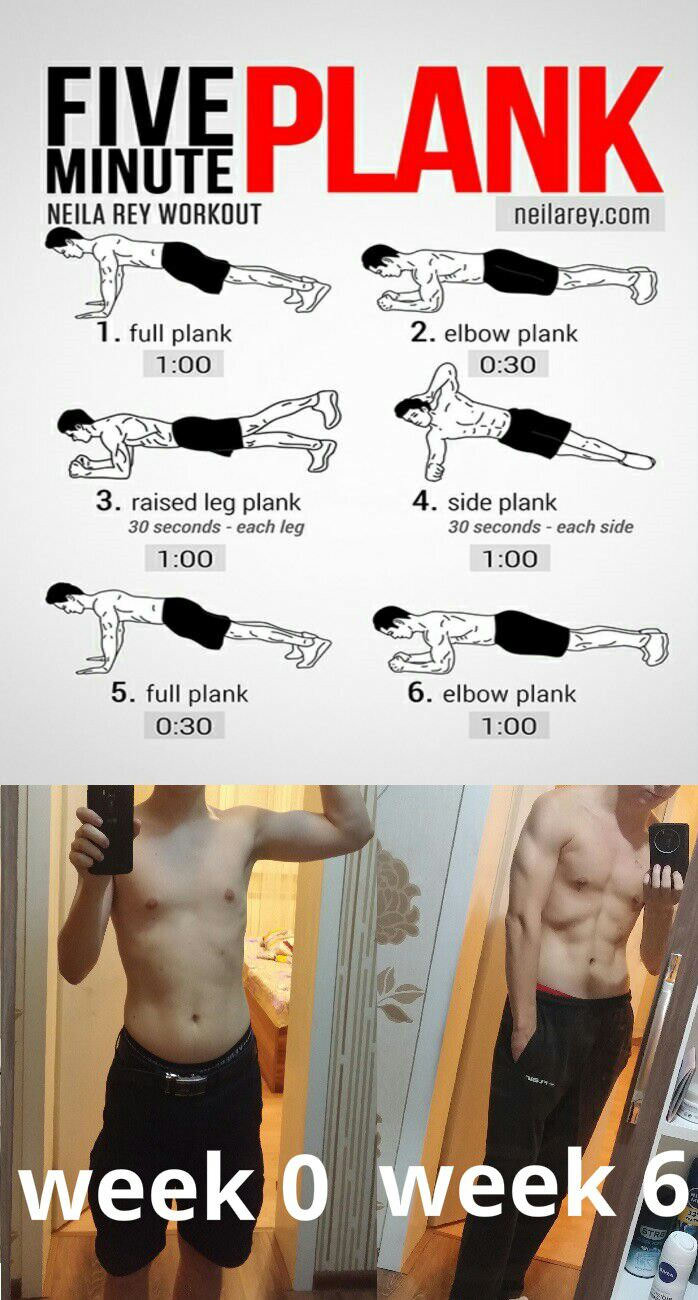 FIVE
MINUTE
PLANK
NEILA REY WORKOUT
neilarey.com
1. full plank
1:00
2. elbow plank
0:30
3. raised leg plank
30 seconds - each leg
1:00
4. side plank
30 seconds - each side
1:00
5. full plank
0:30
6. elbow plank
1:00
week 0
week 6
NIVEA